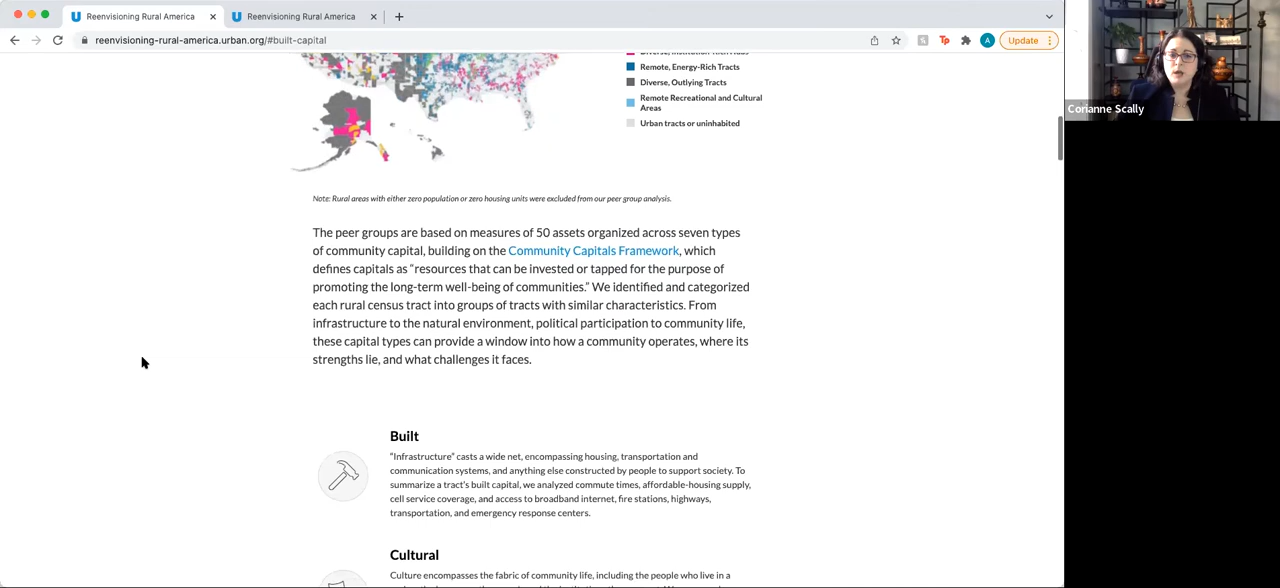 Reenvisioning Rural America
Reenvisioning Rural America
reenvisioning-rural-america.urban.org/#built-capital
Tp
A
Update
Corianne Scally
Remote, Energy-Rich Tracts
Diverse, Outlying Tracts
Remote Recreational and Cultural
Areas
Urban tracts or uninhabited
Note: Rural areas with either zero population or zero housing units were excluded from our peer group analysis.
The peer groups are based on measures of 50 assets organized across seven types
of community capital, building on the Community Capitals Framework, which
defines capitals as “resources that can be invested or tapped for the purpose of
promoting the long-term well-being of communities.” We identified and categorized
each rural census tract into groups of tracts with similar characteristics. From
infrastructure to the natural environment, political participation to community life,
these capital types can provide a window into how a community operates, where its
strengths lie, and what challenges it faces.
Built
“Infrastructure” casts a wide net, encompassing housing, transportation and
communication systems, and anything else constructed by people to support society. To
summarize a tract’s built capital, we analyzed commute times, affordable-housing supply,
cell service coverage, and access to broadband internet, fire stations, highways,
transportation, and emergency response centers.
Cultural
Culture encompasses the fabric of community life, including the people who live in a